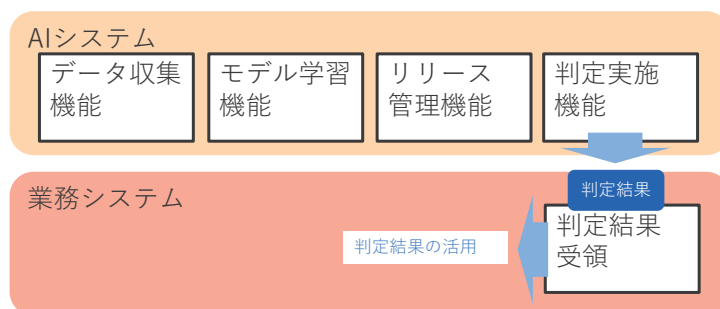 AIシステム
データ収集
機能
モデル学習
機能
リリース
管理機能
判定実施
機能
業務システム
判定結果
判定結果
受領
判定結果の活用